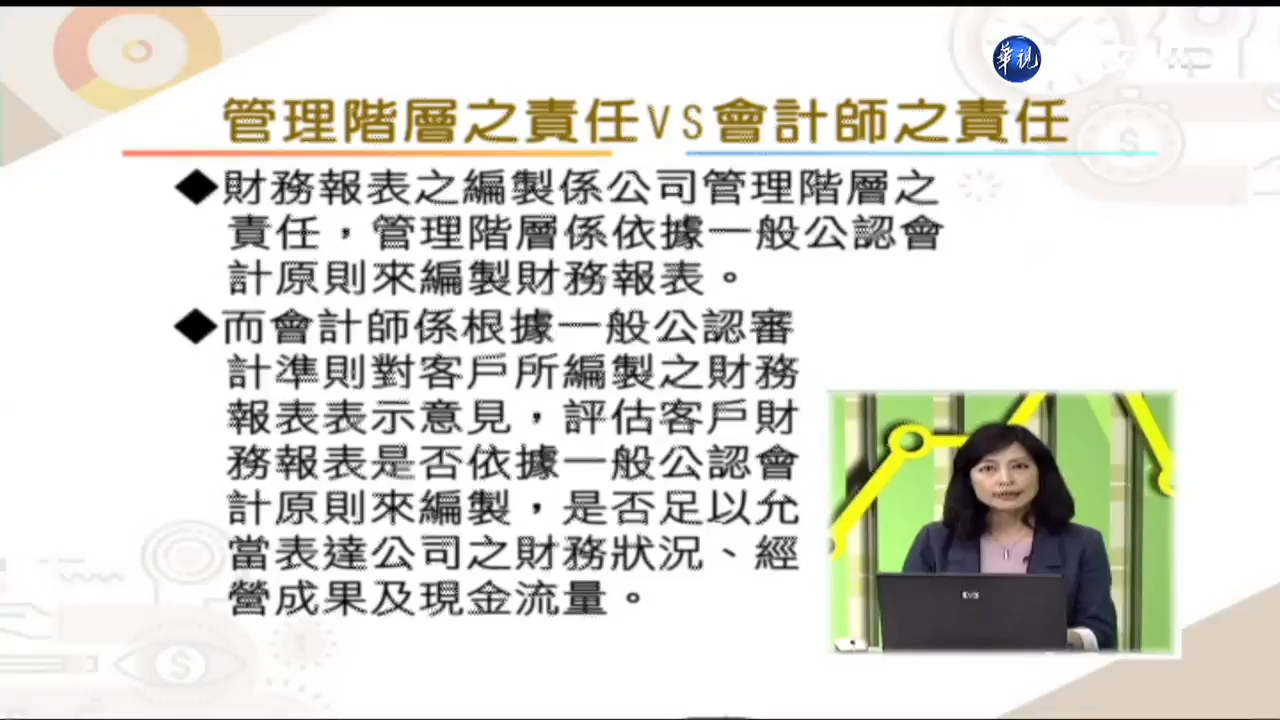 華視
管理階層之責任VS會計師之責任
◆財務報表之編製係公司管理階層之
責任，管理階層係依據一般公認會
計原則來編製財務報表。
◆而會計師係根據一般公認審
計準則對客戶所編製之財務
報表表示意見，評估客戶財
務報表是否依據一般公認會
計原則來編製，是否足以允
當表達公司之財務狀況、經
營成果及現金流量。